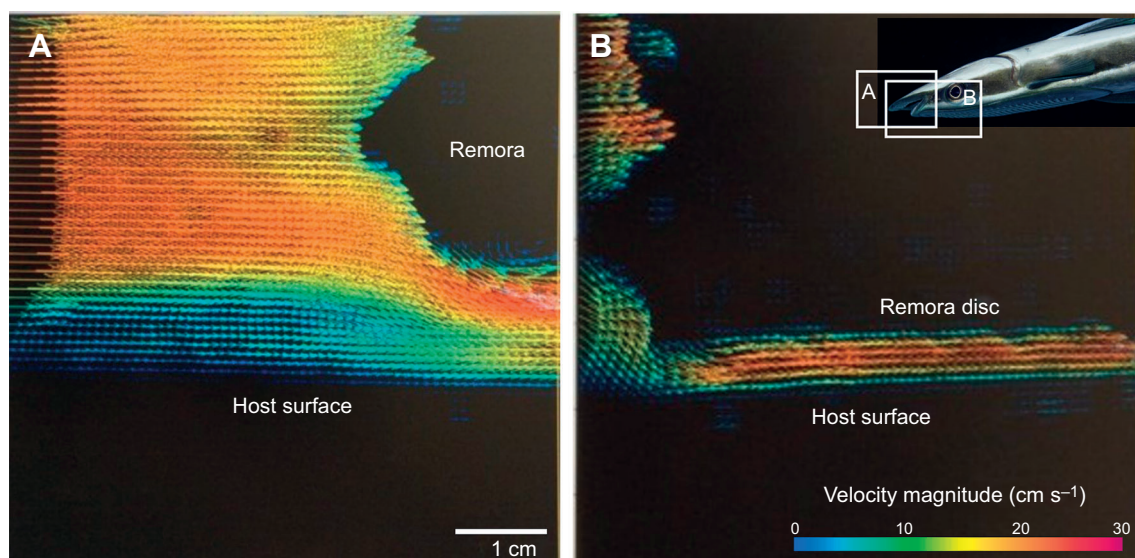 A
B
A
B
Remora
Remora disc
Host surface
Host surface
Velocity magnitude (cm s⁻¹)
0 10 20 30
1 cm